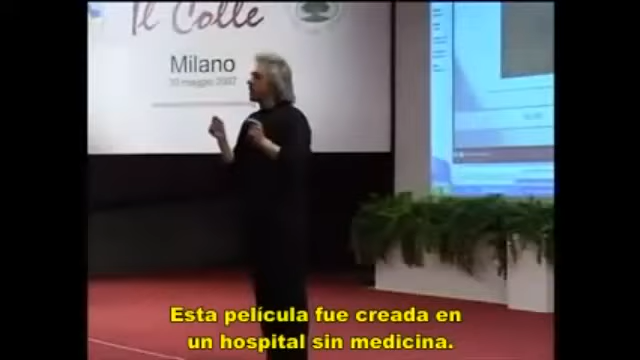 Il Colle
Milano
Esta película fue creada en
un hospital sin medicina.